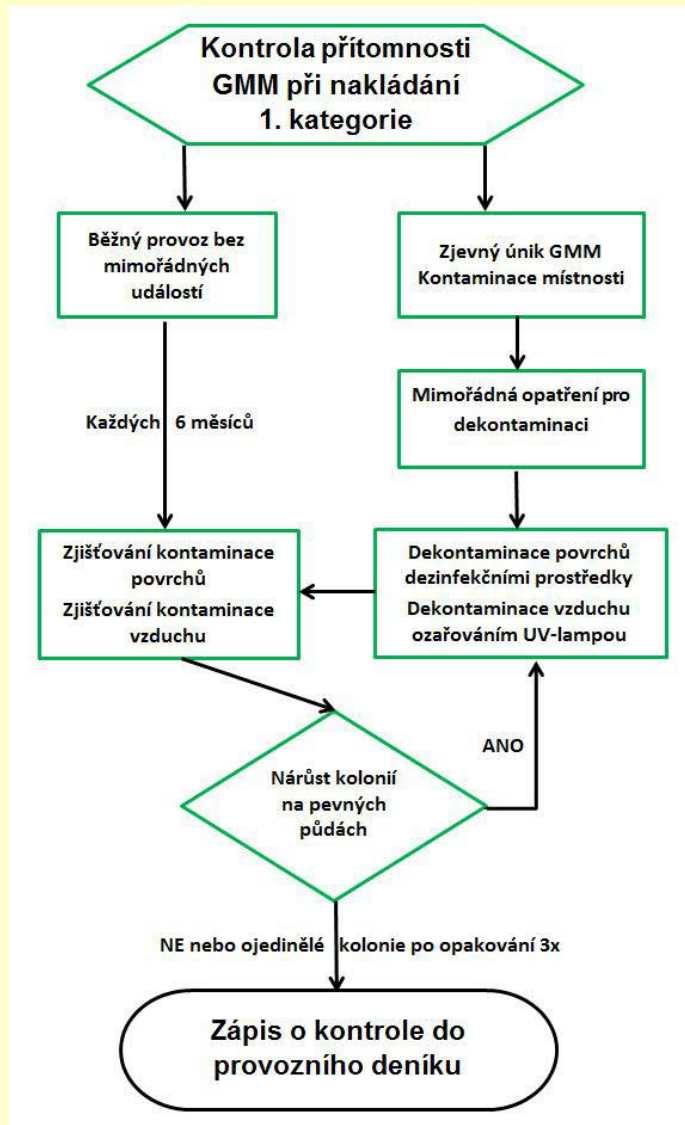 Kontrola přítomnosti
GMM při nakládání
1. kategorie
Běžný provoz bez
mimořádných
událostí
Zjevný únik GMM
Kontaminace místnosti
Každých 6 měsíců
Mimořádná opatření pro
dekontaminaci
Zjišťování kontaminace
povrchů
Zjišťování kontaminace
vzduchu
Dekontaminace povrchů
dezinfekčními prostředky
Dekontaminace vzduchu
ozařováním UV-lampou
ANO
Nárůst kolonií
na pevných
půdách
NE nebo ojedinělé kolonie po opakování 3x
Zápis o kontrole do
provozního deníku